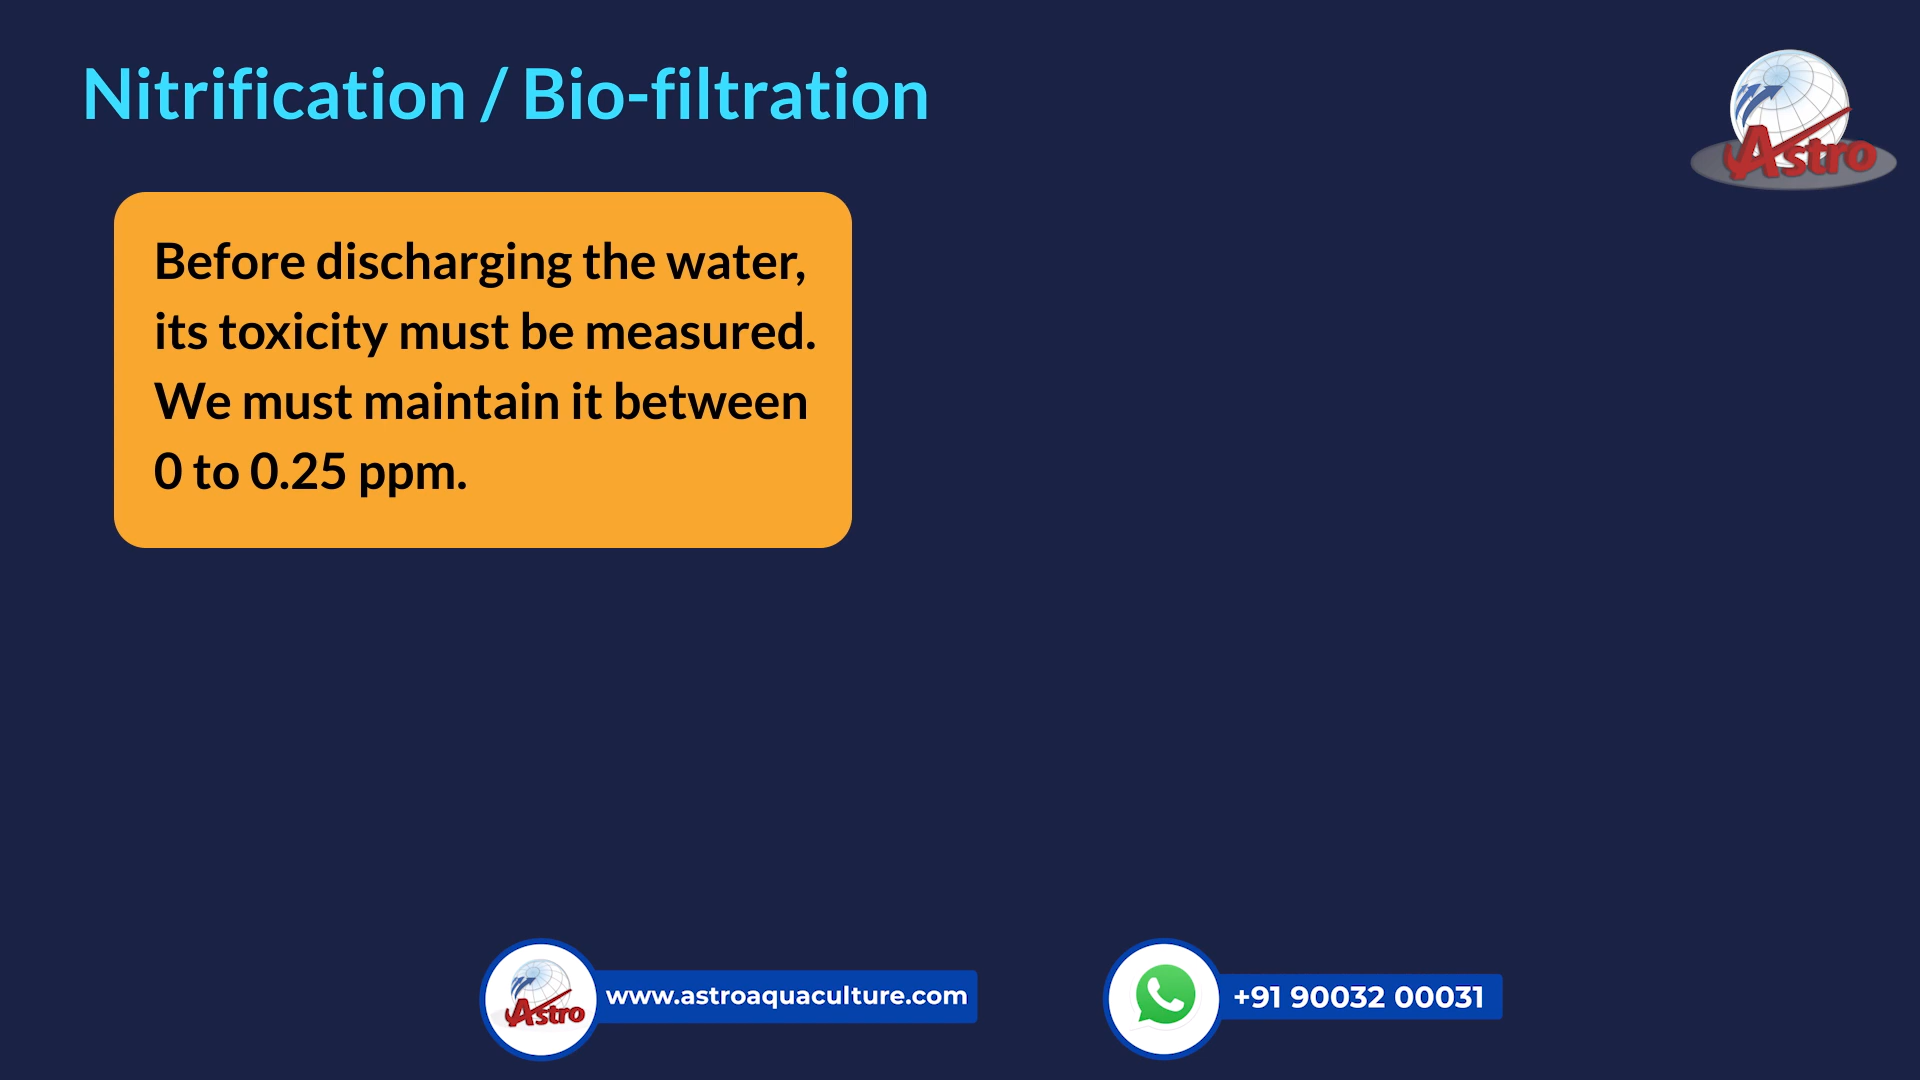 Nitrification / Bio-filtration
Astro
Before discharging the water,
its toxicity must be measured.
We must maintain it between
0 to 0.25 ppm.
Astro
www.astroaquaculture.com
+91 90032 00031